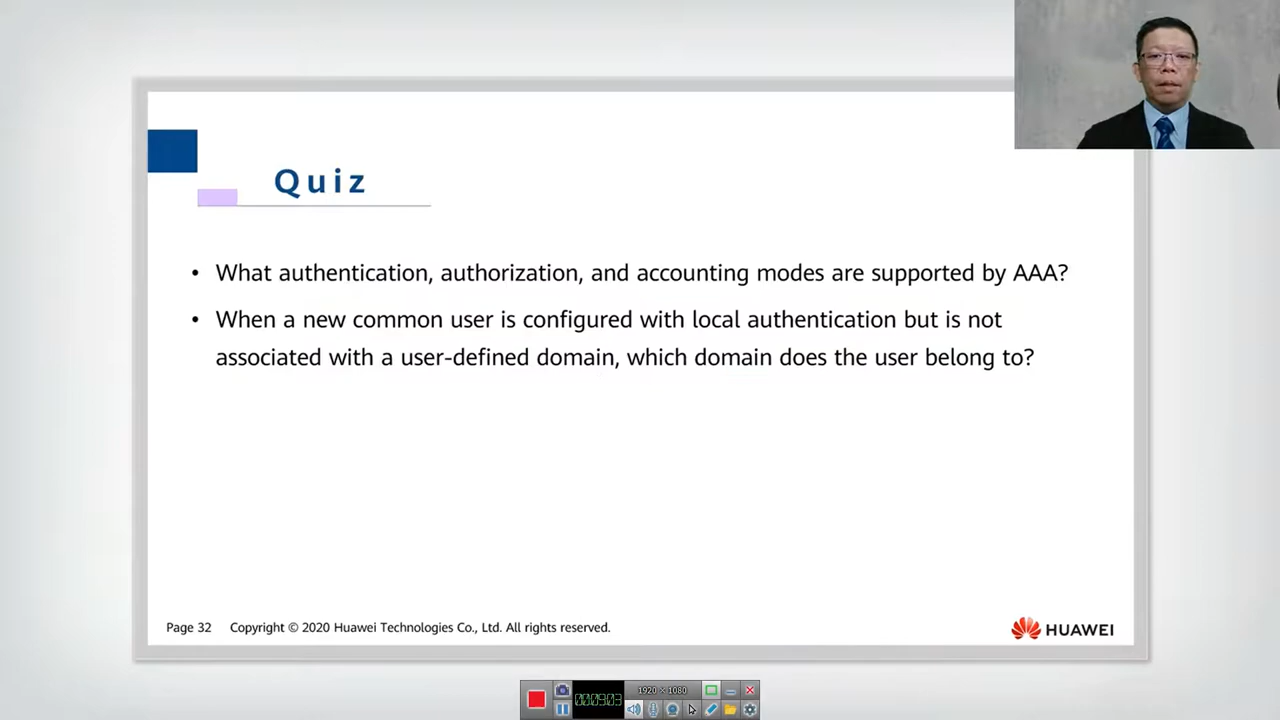 Quiz
• What authentication, authorization, and accounting modes are supported by AAA?
• When a new common user is configured with local authentication but is not
associated with a user-defined domain, which domain does the user belong to?
Page 32 Copyright © 2020 Huawei Technologies Co., Ltd. All rights reserved.
HUAWEI
1920 × 1080